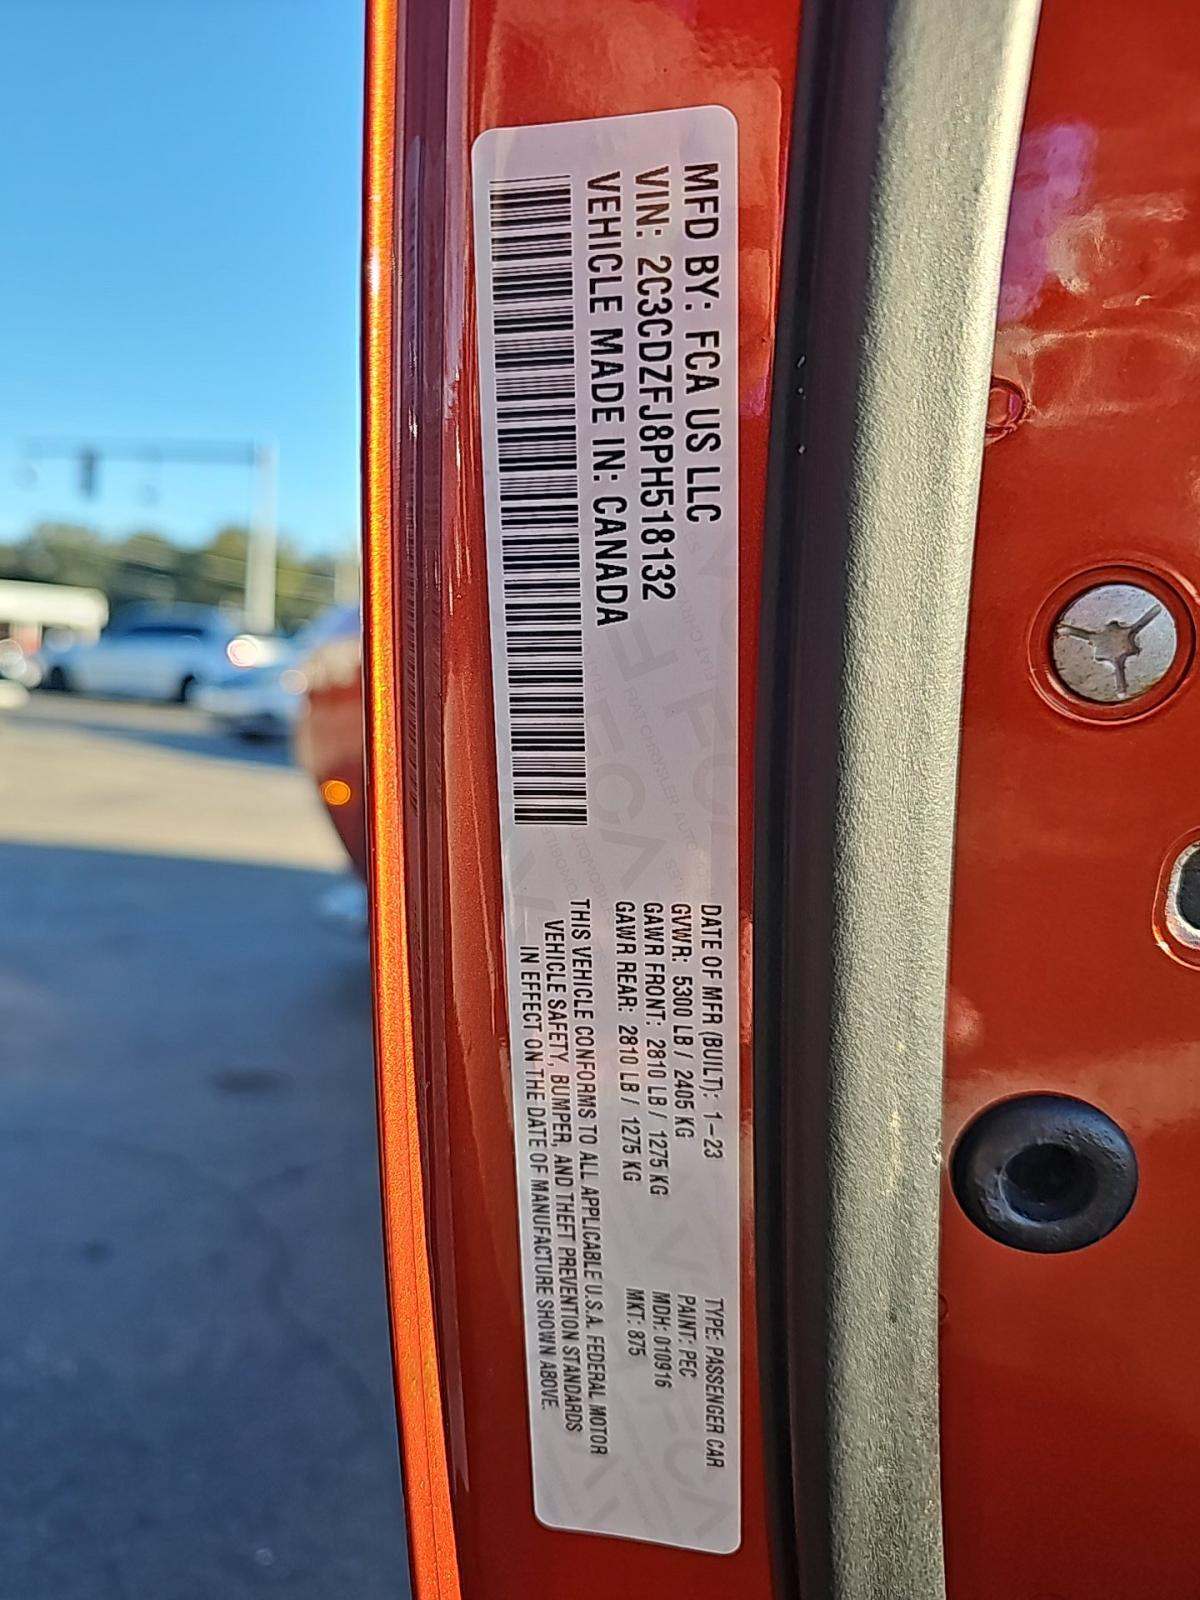 MFD BY: FCA US LLC
VIN: 2C3CDZFJ8PH518132
VEHICLE MADE IN: CANADA
DATE OF MFR (BUILT): 1-23
GVWR: 5300 LB / 2405 KG
GAWR FRONT: 2810 LB / 1275 KG
GAWR REAR: 2810 LB / 1275 KG
THIS VEHICLE CONFORMS TO ALL APPLICABLE U.S.A. FEDERAL MOTOR
VEHICLE SAFETY, BUMPER, AND THEFT PREVENTION STANDARDS
IN EFFECT ON THE DATE OF MANUFACTURE SHOWN ABOVE.
TYPE: PASSENGER CAR
PAINT: PEC
MDH: 010916
MKT: 875